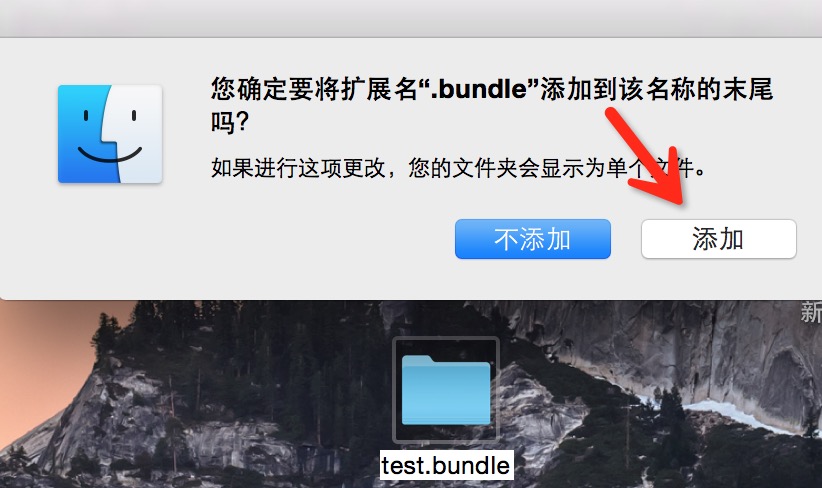 您确定要将扩展名“.bundle”添加到该名称的末尾
吗？
如果进行这项更改，您的文件夹会显示为单个文件。
不添加
添加
新
test.bundle